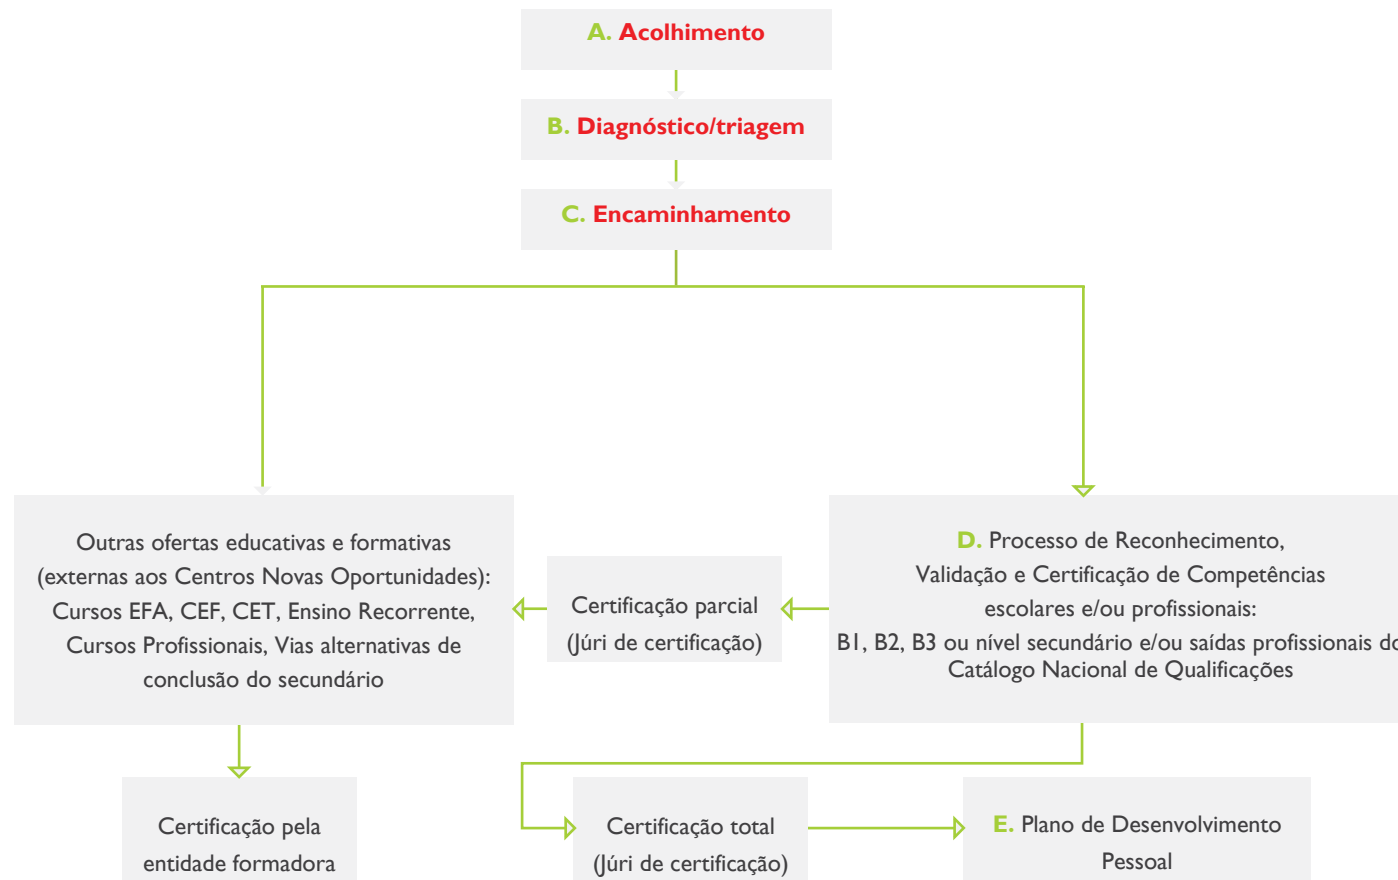 A. Acolhimento
B. Diagnóstico/triagem
C. Encaminhamento
Outras ofertas educativas e formativas
(externas aos Centros Novas Oportunidades):
Cursos EFA, CEF, CET, Ensino Recorrente,
Cursos Profissionais, Vias alternativas de
conclusão do secundário
Certificação parcial
(Júri de certificação)
D. Processo de Reconhecimento,
Validação e Certificação de Competências
escolares e/ou profissionais:
B1, B2, B3 ou nível secundário e/ou saídas profissionais do
Catálogo Nacional de Qualificações
Certificação pela
entidade formadora
Certificação total
(Júri de certificação)
E. Plano de Desenvolvimento
Pessoal